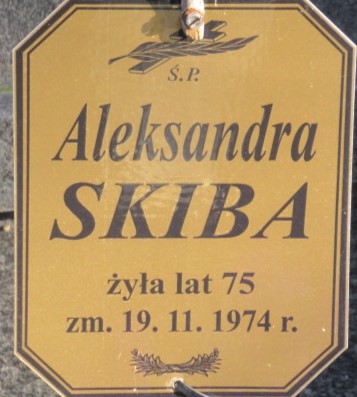 Ś.P.
Aleksandra
SKIBA
żyła lat 75
zm. 19. 11. 1974 r.